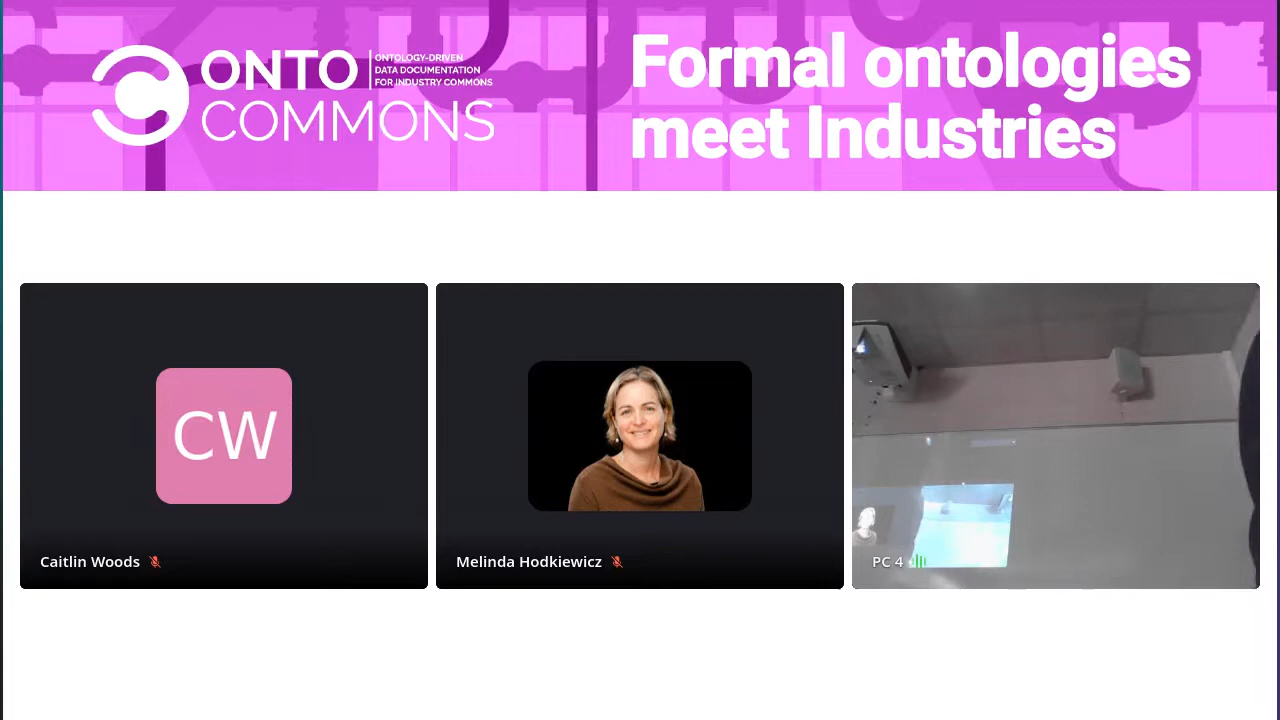 ONTO
COMMONS
ONTOLOGY-DRIVEN
DATA DOCUMENTATION
FOR INDUSTRY COMMONS
Formal ontologies
meet Industries
CW
Caitlin Woods
Melinda Hodkiewicz
PC 4